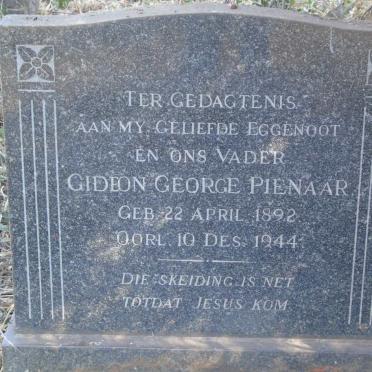 TER GEDAGTENIS
AAN MY GELIEFDE EGGENOOT
EN ONS VADER
GIDEON GEORGE PIENAAR
GEB. 22 APRIL 1892
OORL. 10 DES. 1944
DIE SKEIDING IS NET
TOTDAT JESUS KOM